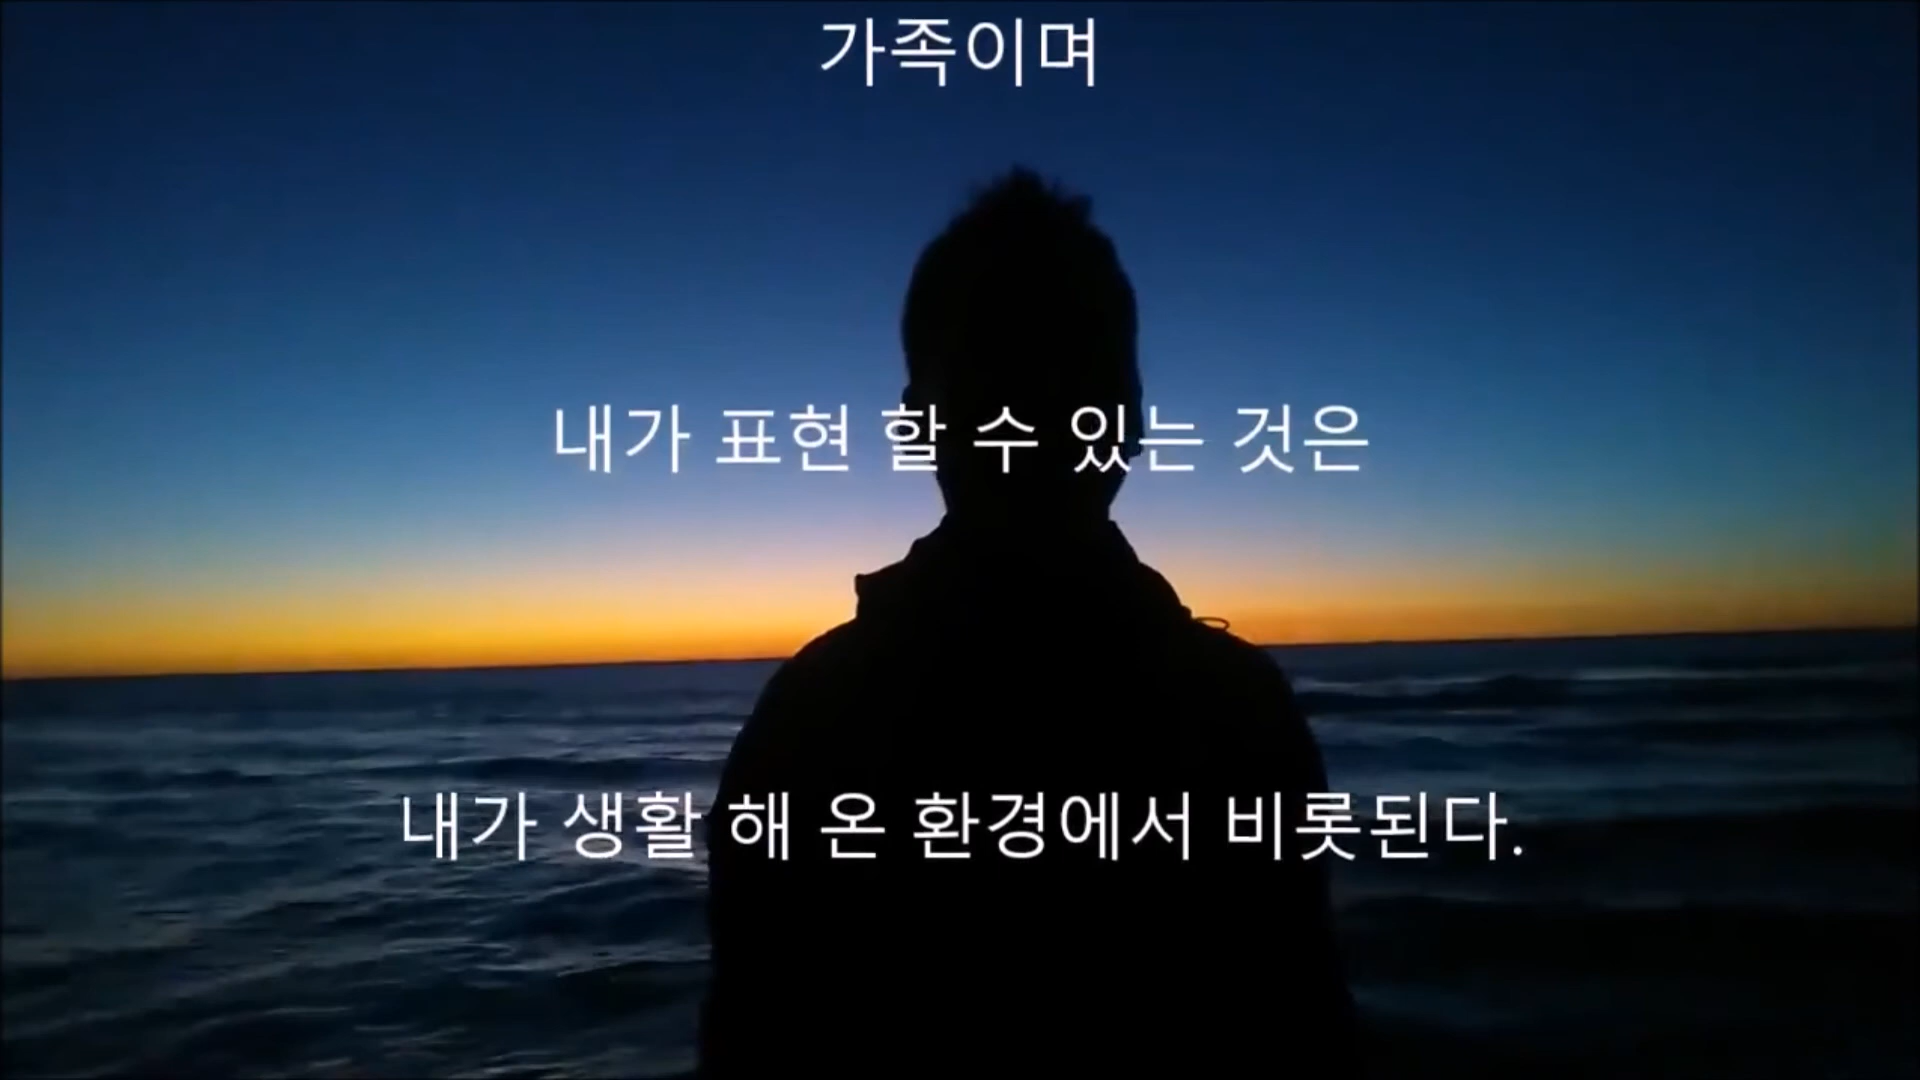 가족이며
내가 표현 할 수 있는 것은
내가 생활 해 온 환경에서 비롯된다.